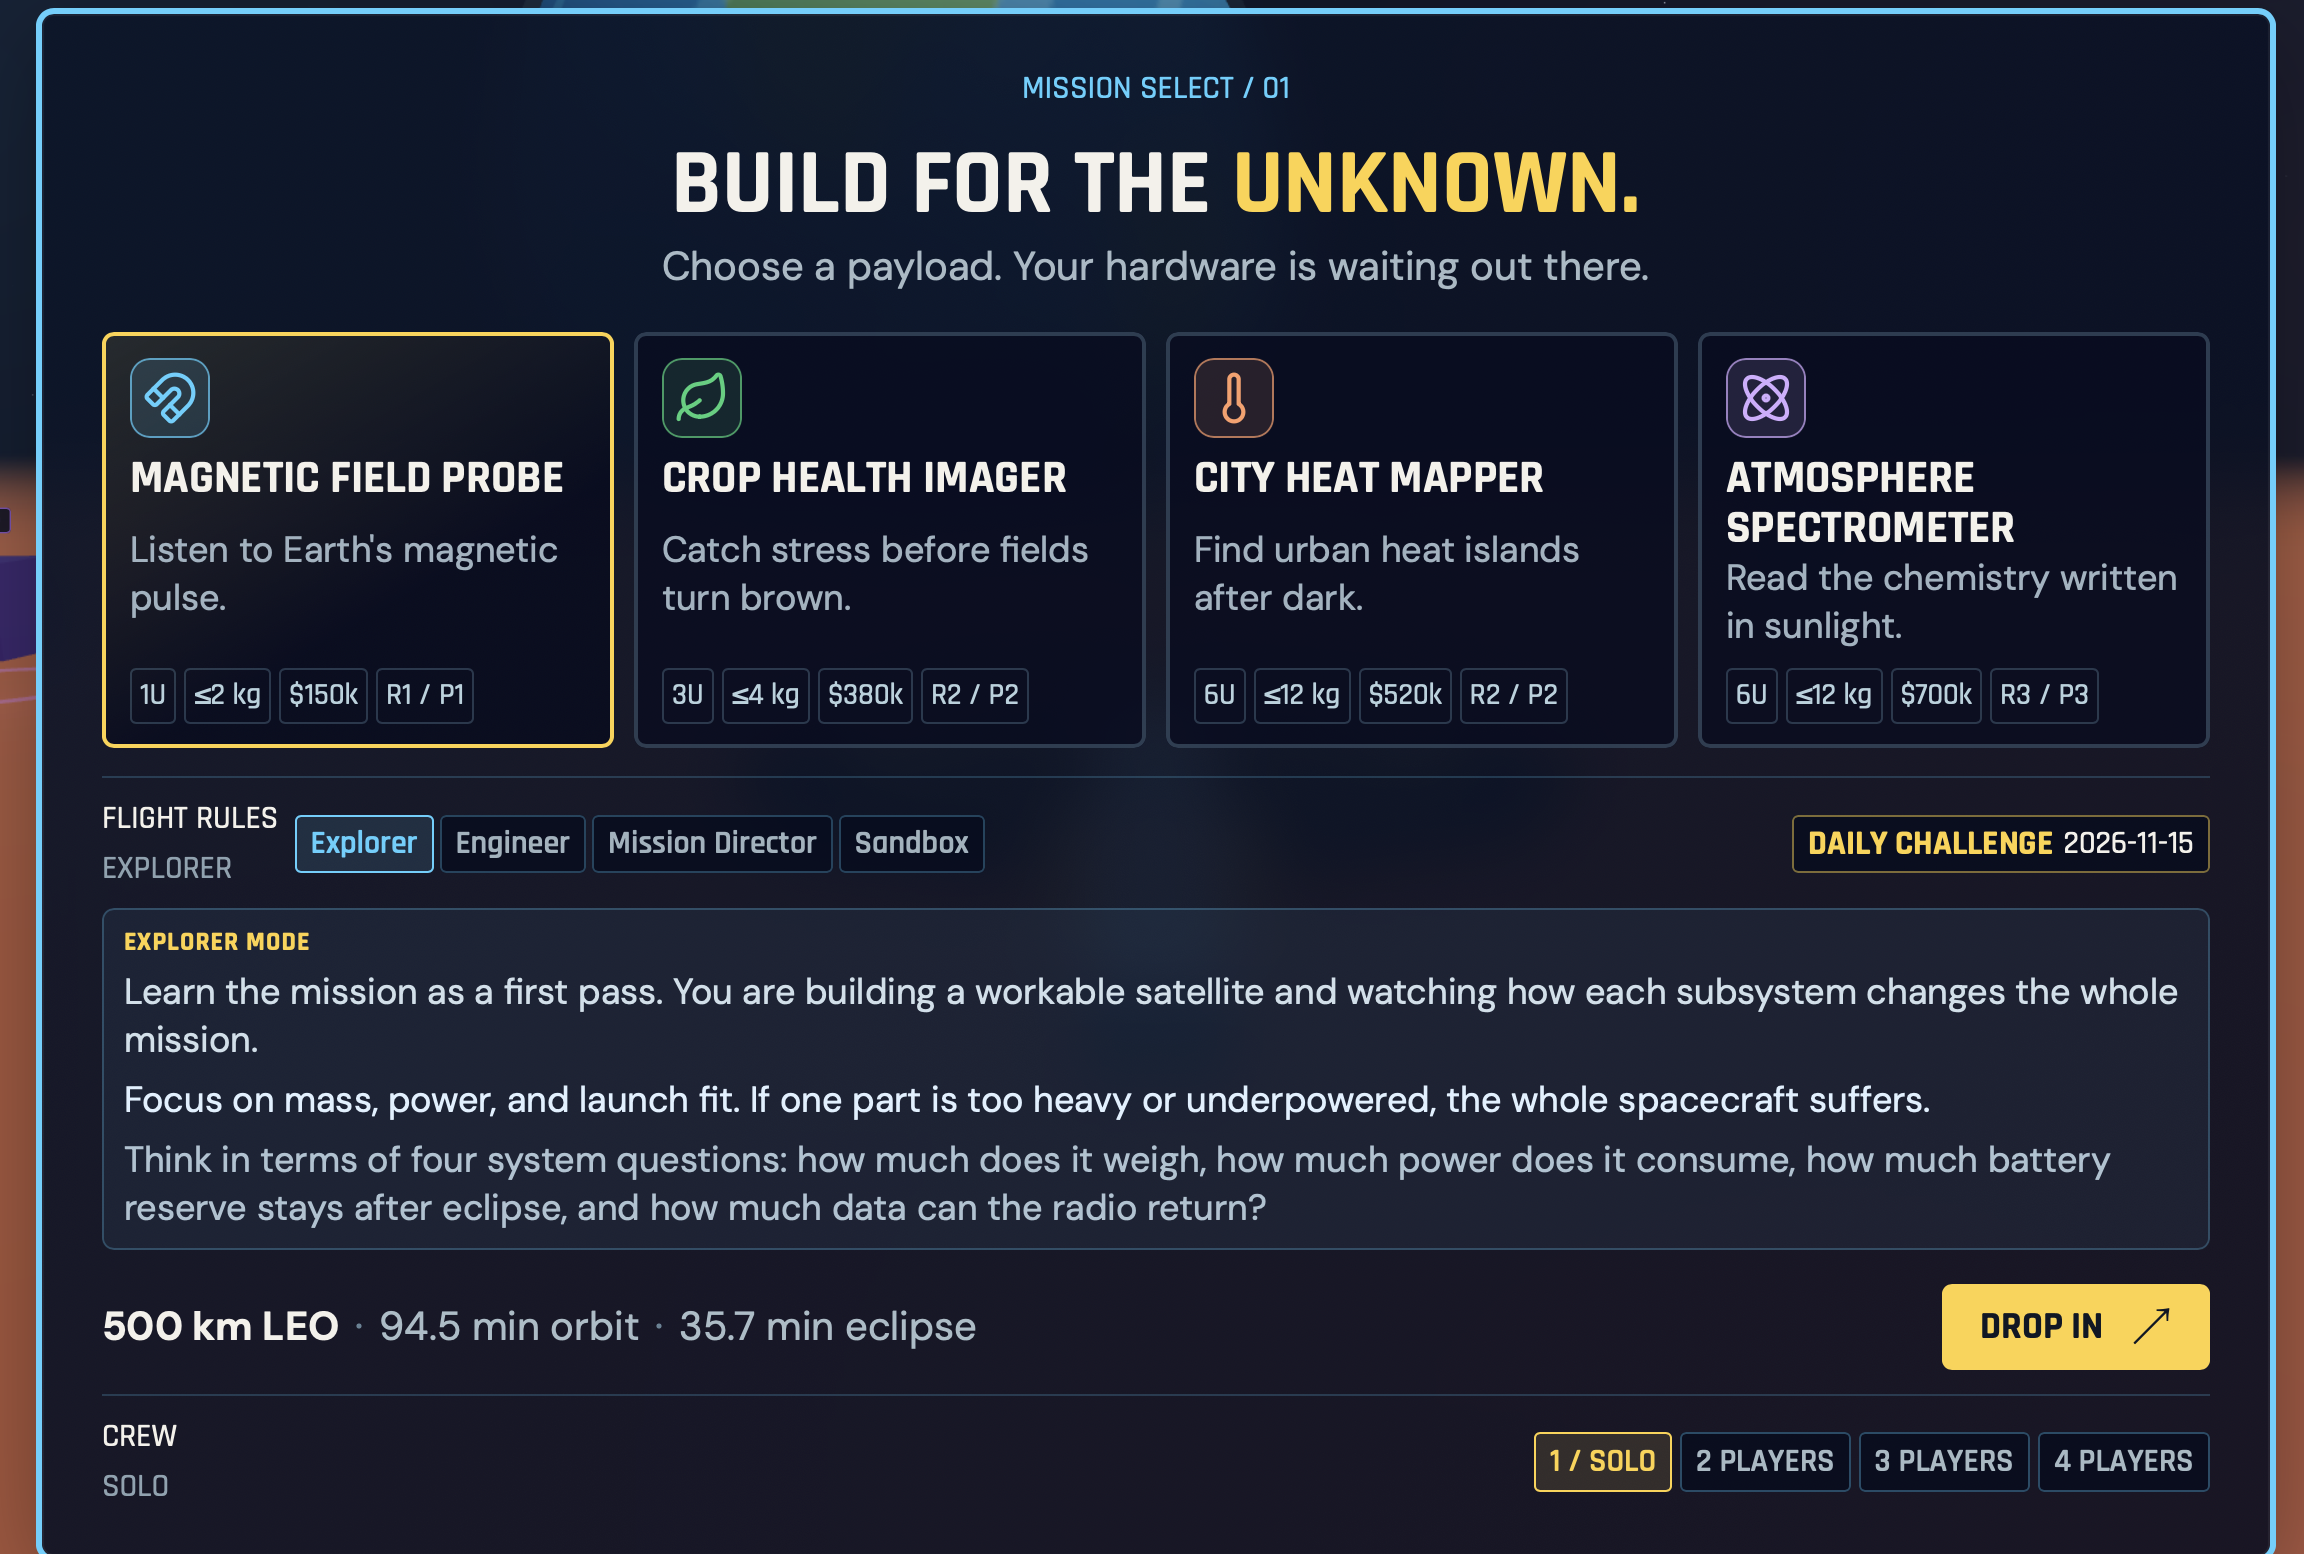 MISSION SELECT / 01
BUILD FOR THE UNKNOWN.
Choose a payload. Your hardware is waiting out there.
MAGNETIC FIELD PROBE
Listen to Earth's magnetic
pulse.
1U ≤2 kg $150k R1 / P1
CROP HEALTH IMAGER
Catch stress before fields
turn brown.
3U ≤4 kg $380k R2 / P2
CITY HEAT MAPPER
Find urban heat islands
after dark.
6U ≤12 kg $520k R2 / P2
ATMOSPHERE
SPECTROMETER
Read the chemistry written
in sunlight.
6U ≤12 kg $700k R3 / P3
FLIGHT RULES
EXPLORER
Explorer Engineer Mission Director Sandbox
DAILY CHALLENGE 2026-11-15
EXPLORER MODE
Learn the mission as a first pass. You are building a workable satellite and watching how each subsystem changes the whole
mission.
Focus on mass, power, and launch fit. If one part is too heavy or underpowered, the whole spacecraft suffers.
Think in terms of four system questions: how much does it weigh, how much power does it consume, how much battery
reserve stays after eclipse, and how much data can the radio return?
500 km LEO · 94.5 min orbit · 35.7 min eclipse
DROP IN
CREW
SOLO
1 / SOLO 2 PLAYERS 3 PLAYERS 4 PLAYERS